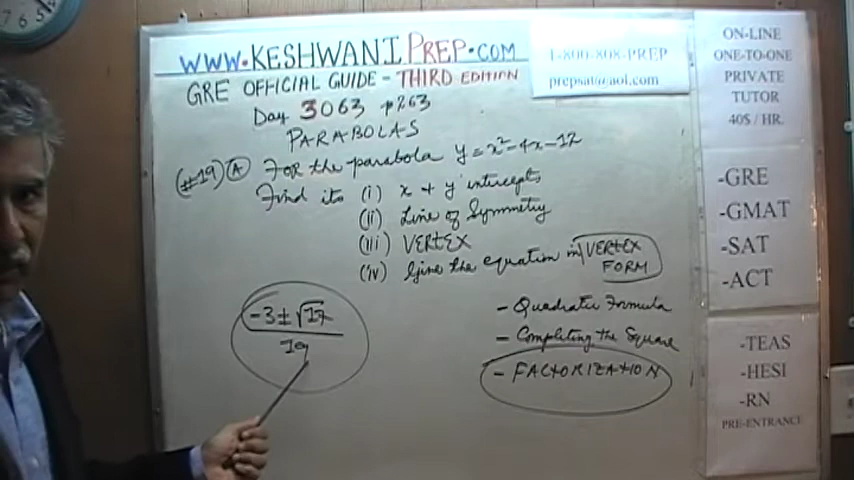 7 6 5
www.KESHWANIPREP.COM
GRE OFFICIAL GUIDE - THIRD EDITION
Day 3063 p263
PARABOLAS
(#19) (A) For the parabola y = x² - 4x - 12
Find its (i) x + y intercepts
(ii) Line of Symmetry
(iii) VERTEX
(iv) Give the equation in VERTEX
FORM
-3 ± √17
19
- Quadratic Formula
- Completing the Square
- FACTORIZATION
1-800-808-PREP
prepsat@aol.com
ON-LINE
ONE-TO-ONE
PRIVATE
TUTOR
40$ / HR.
-GRE
-GMAT
-SAT
-ACT
-TEAS
-HESI
-RN
PRE-ENTRANCE